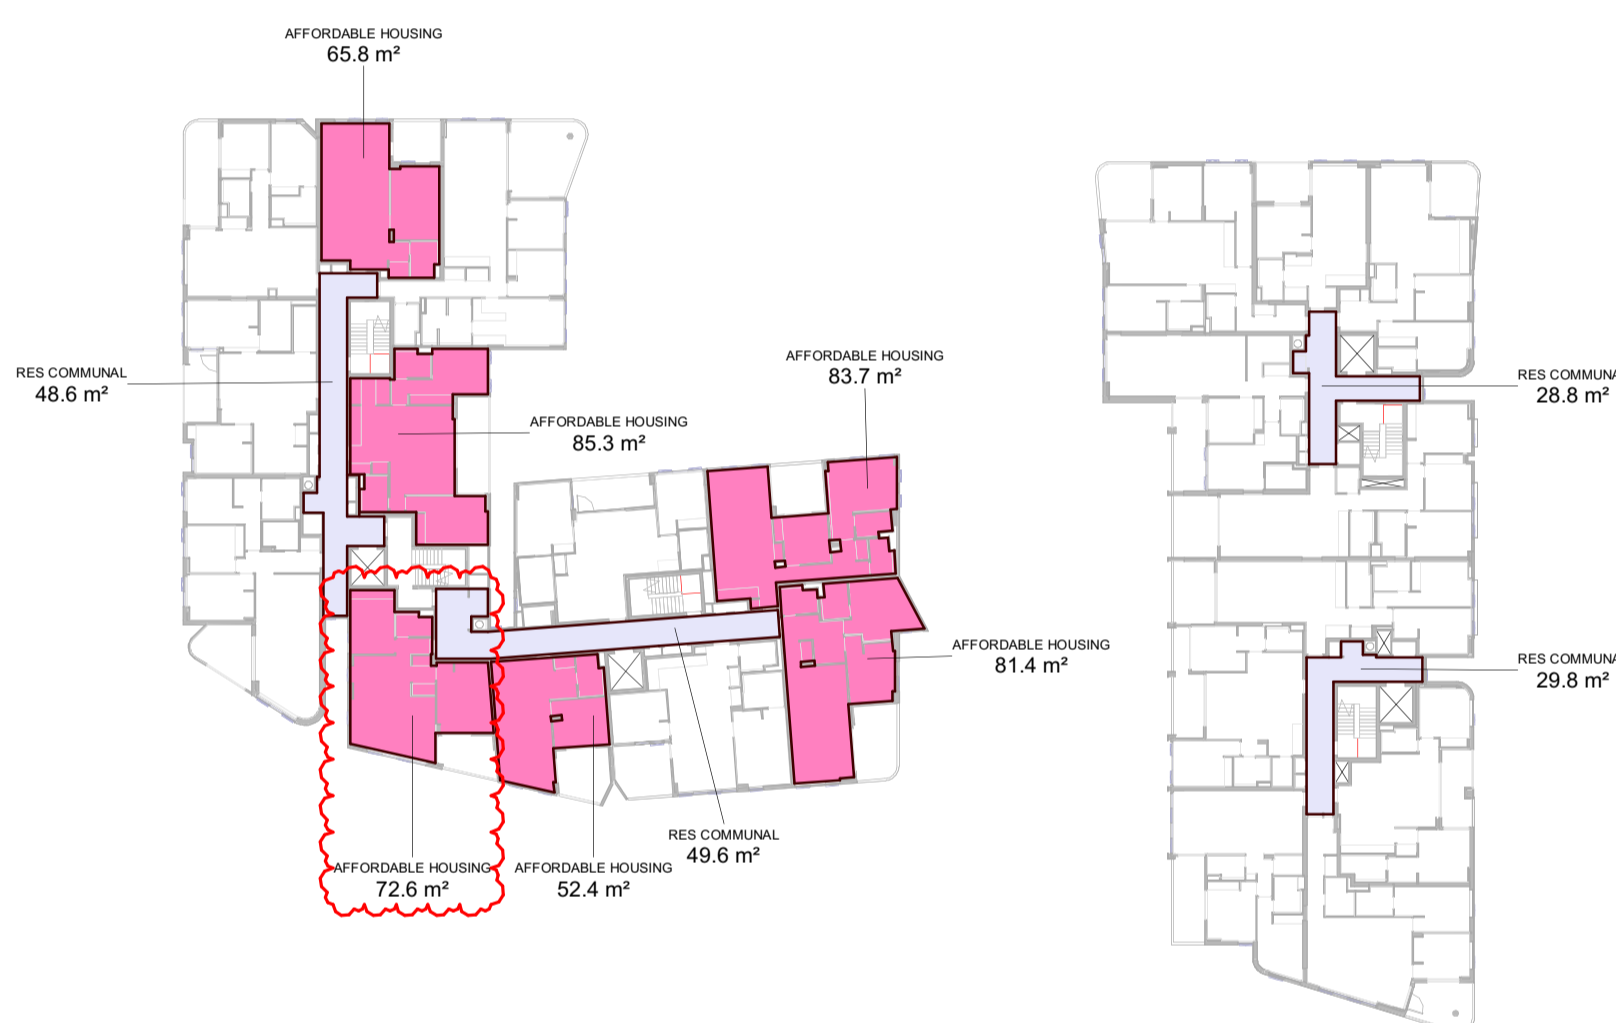 AFFORDABLE HOUSING
65.8 m²
RES COMMUNAL
48.6 m²
AFFORDABLE HOUSING
85.3 m²
AFFORDABLE HOUSING
83.7 m²
AFFORDABLE HOUSING
81.4 m²
RES COMMUNAL
49.6 m²
AFFORDABLE HOUSING
72.6 m²
AFFORDABLE HOUSING
52.4 m²
RES COMMUNA
28.8 m²
RES COMMUNA
29.8 m²